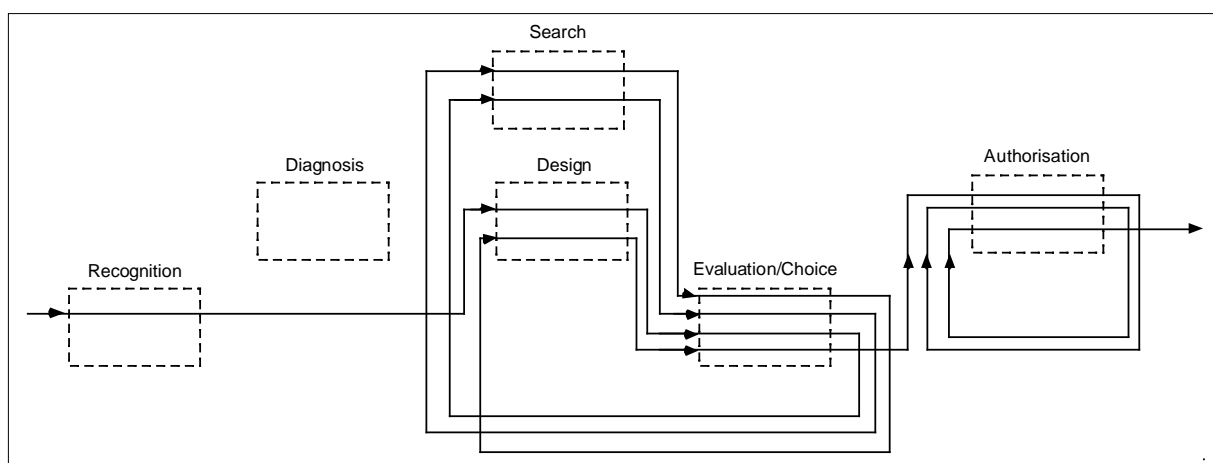 Search
Diagnosis
Design
Authorisation
Recognition
Evaluation/Choice